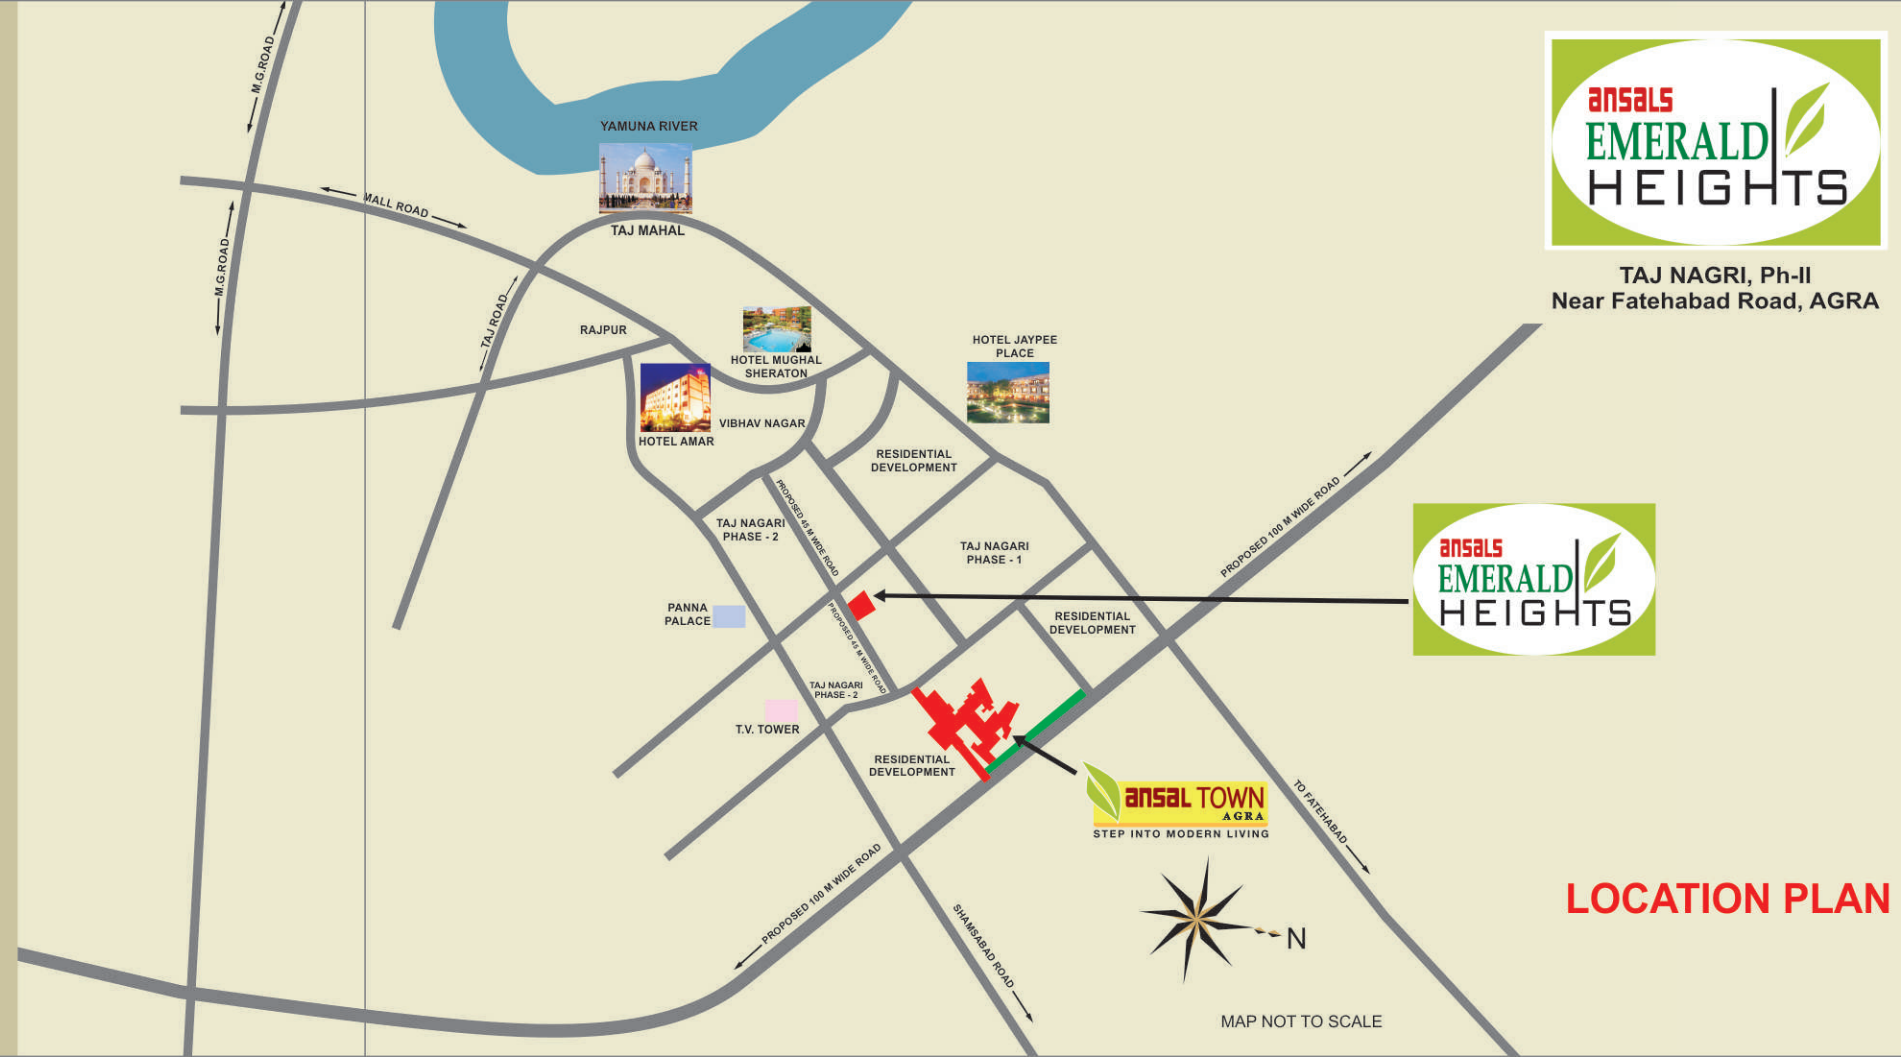 M.G.ROAD
YAMUNA RIVER
ansals
EMERALD
HEIGHTS
TAJ NAGRI, Ph-II
Near Fatehabad Road, AGRA
MALL ROAD
TAJ MAHAL
M.G.ROAD
TAJ ROAD
RAJPUR
HOTEL MUGHAL
SHERATON
HOTEL JAYPEE
PLACE
HOTEL AMAR
VIBHAV NAGAR
RESIDENTIAL
DEVELOPMENT
PROPOSED 45 M WIDE ROAD
TAJ NAGARI
PHASE - 2
TAJ NAGARI
PHASE - 1
PROPOSED 100 M WIDE ROAD
ansals
EMERALD
HEIGHTS
PANNA
PALACE
PROPOSED 45 M WIDE ROAD
RESIDENTIAL
DEVELOPMENT
TAJ NAGARI
PHASE - 2
T.V. TOWER
RESIDENTIAL
DEVELOPMENT
ansal TOWN
AGRA
STEP INTO MODERN LIVING
TO FATEHABAD
PROPOSED 100 M WIDE ROAD
SHAMSABAD ROAD
N
LOCATION PLAN
MAP NOT TO SCALE